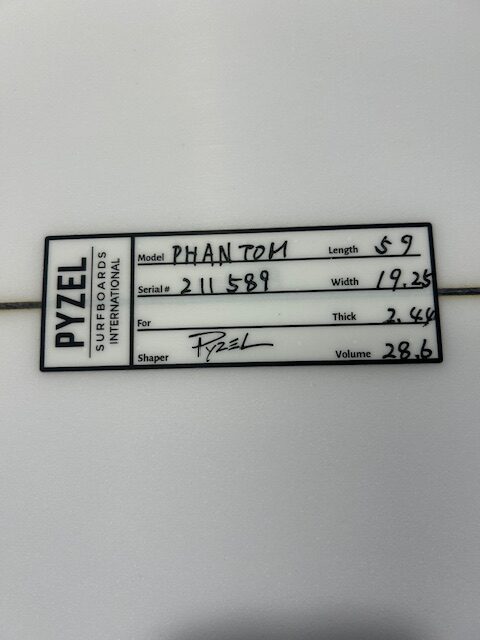 PYZEL
SURFBOARDS
INTERNATIONAL
Model PHANTOM Length 5 9
Serial# 211 589 Width 19.25
For Thick 2.44
Shaper PYZEL Volume 28.6